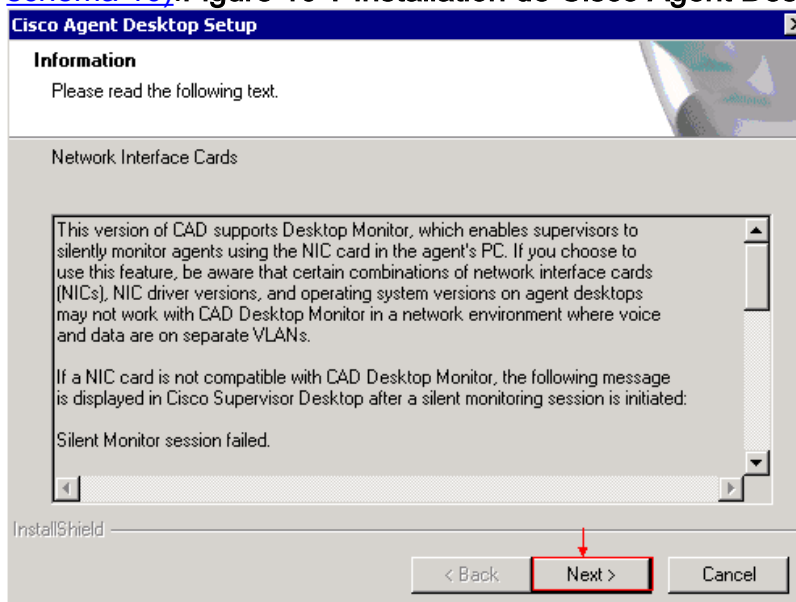 Figure Installation de Cisco Agent
Cisco Agent Desktop Setup
Information
Please read the following text.
Network Interface Cards
This version of CAD supports Desktop Monitor, which enables supervisors to
silently monitor agents using the NIC card in the agent's PC. If you choose to
use this feature, be aware that certain combinations of network interface cards
(NICs), NIC driver versions, and operating system versions on agent desktops
may not work with CAD Desktop Monitor in a network environment where voice
and data are on separate VLANs.
If a NIC card is not compatible with CAD Desktop Monitor, the following message
is displayed in Cisco Supervisor Desktop after a silent monitoring session is initiated:
Silent Monitor session failed.
InstallShield
< Back
Next >
Cancel